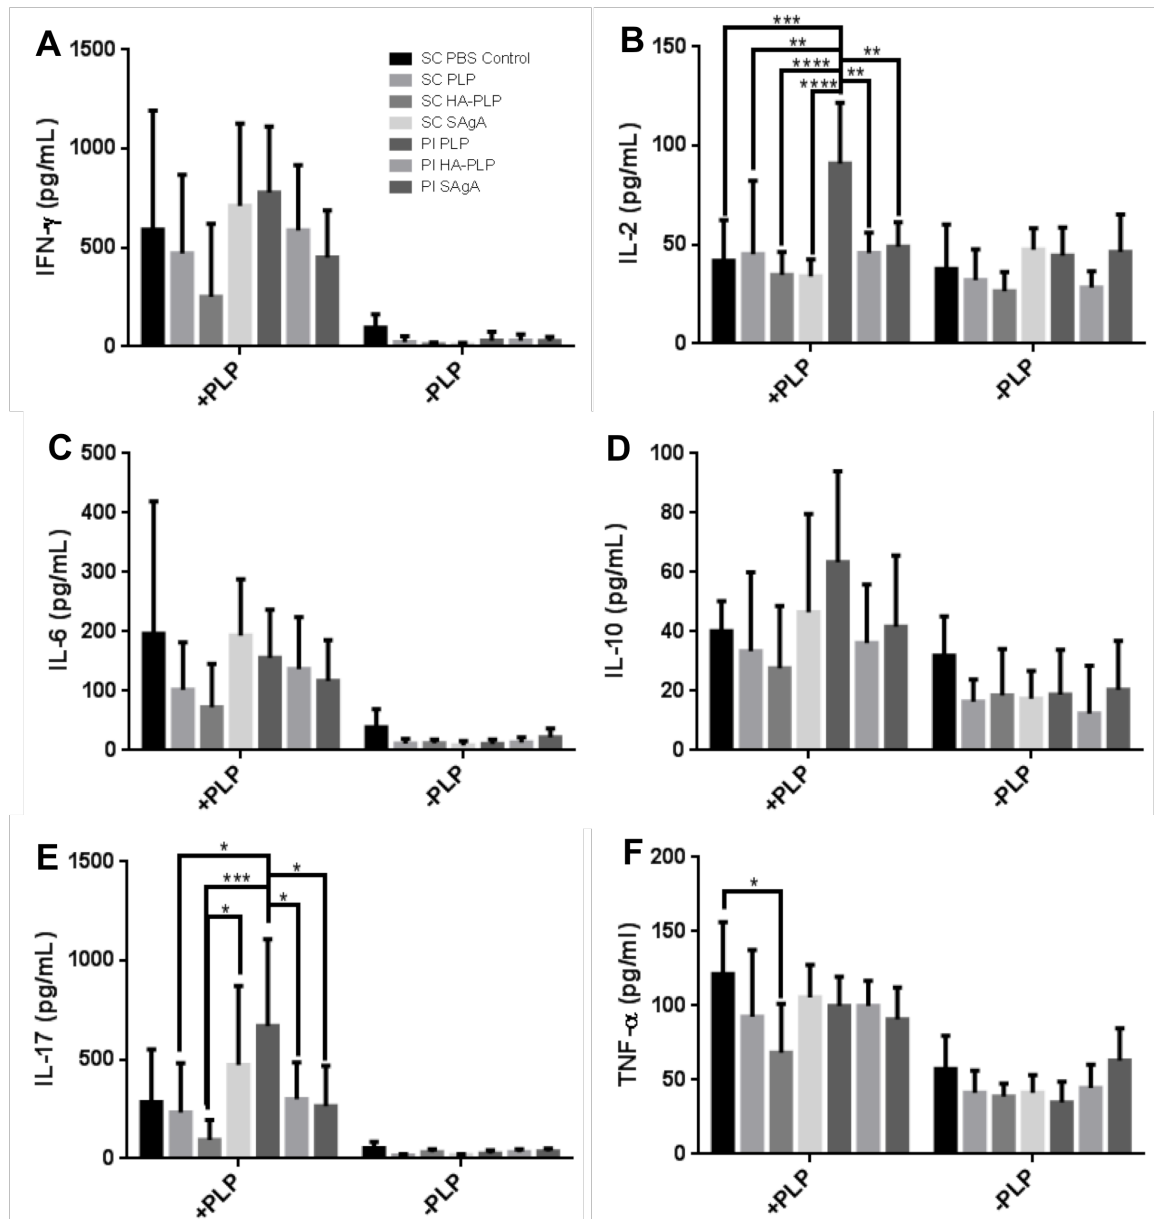 A
1500
1000
500
0
IFN-γ (pg/mL)
SC PBS Control
SC PLP
SC HA-PLP
SC SAgA
PI PLP
PI HA-PLP
PI SAgA
+PLP
-PLP
B
150
100
50
0
IL-2 (pg/mL)
***
**
****
****
**
**
+PLP
-PLP
C
500
400
300
200
100
0
IL-6 (pg/mL)
+PLP
-PLP
D
100
80
60
40
20
0
IL-10 (pg/mL)
+PLP
-PLP
E
1500
1000
500
0
IL-17 (pg/mL)
*
***
*
*
*
+PLP
-PLP
F
200
150
100
50
0
TNF-α (pg/ml)
*
+PLP
-PLP